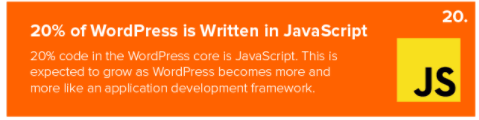 20.
20% of WordPress is Written in JavaScript
20% code in the WordPress core is JavaScript. This is
expected to grow as WordPress becomes more and
more like an application development framework.
JS